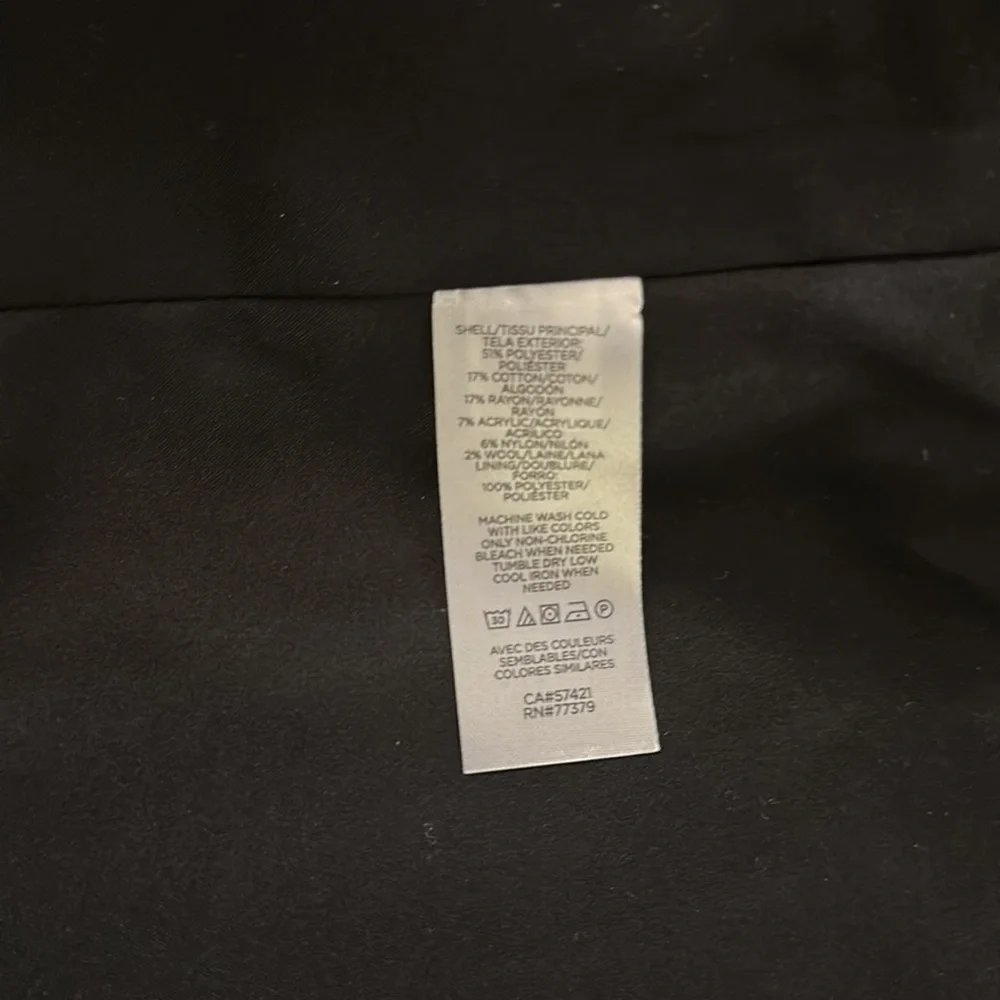 SHELL/TISSU PRINCIPAL/
TELA EXTERIOR:
51% POLYESTER/
POLIÉSTER
17% COTTON/COTON/
ALGODÓN
17% RAYON/RAYONNE/
RAYÓN
7% ACRYLIC/ACRYLIQUE/
ACRÍLICO
6% NYLON/NILÓN
2% WOOL/LAINE/LANA
LINING/DOUBLURE/
FORRO:
100% POLYESTER/
POLIÉSTER
MACHINE WASH COLD
WITH LIKE COLORS
ONLY NON-CHLORINE
BLEACH WHEN NEEDED
TUMBLE DRY LOW
COOL IRON WHEN
NEEDED
30 P
AVEC DES COULEURS
SEMBLABLES/CON
COLORES SIMILARES
CA#57421
RN#77379